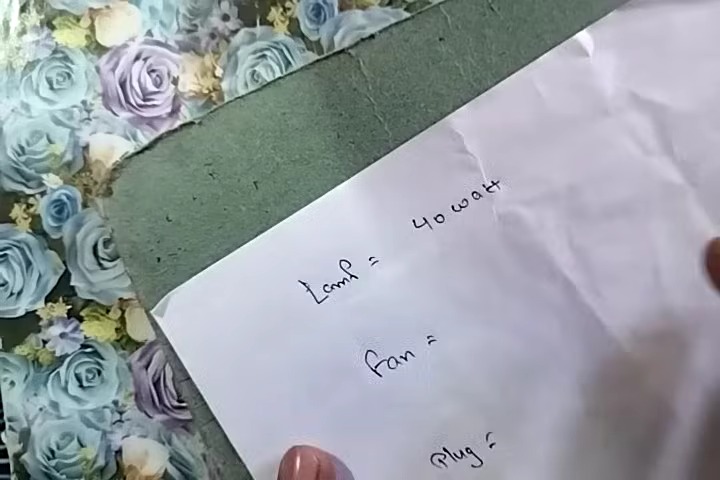 Lamp = 40 watt
Fan =
Plug =